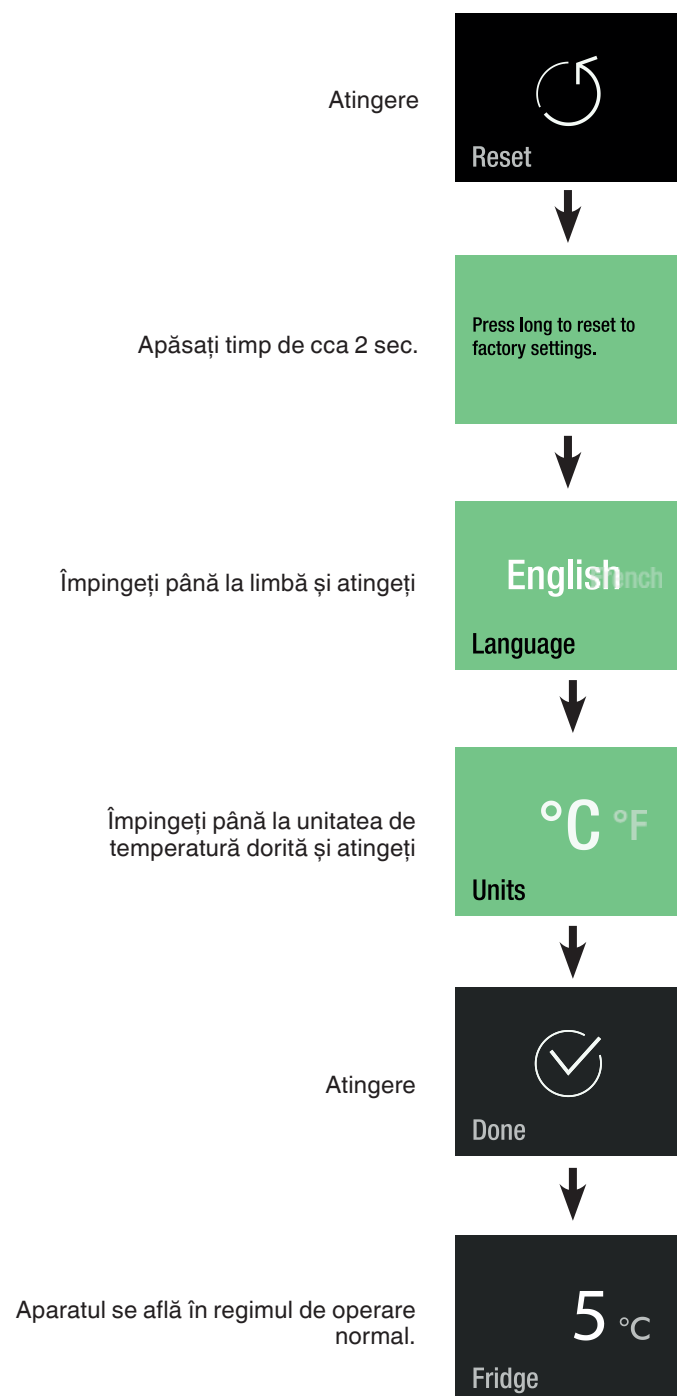 Atingere
Reset
Apăsați timp de cca 2 sec.
Press long to reset to
factory settings.
Împingeți până la limbă și atingeți
English French
Language
Împingeți până la unitatea de
temperatură dorită și atingeți
°C °F
Units
Atingere
Done
Aparatul se află în regimul de operare
normal.
5 °C
Fridge